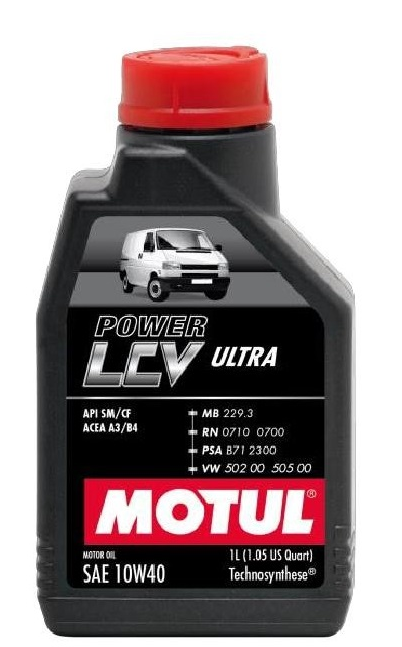 POWER
LCV ULTRA
API SM/CF
ACEA A3/B4
MB 229.3
RN 0710 0700
PSA B71 2300
VW 502 00 505 00
MOTUL®
MOTOR OIL
SAE 10W40
1L (1.05 US Quart)
Technosynthese®